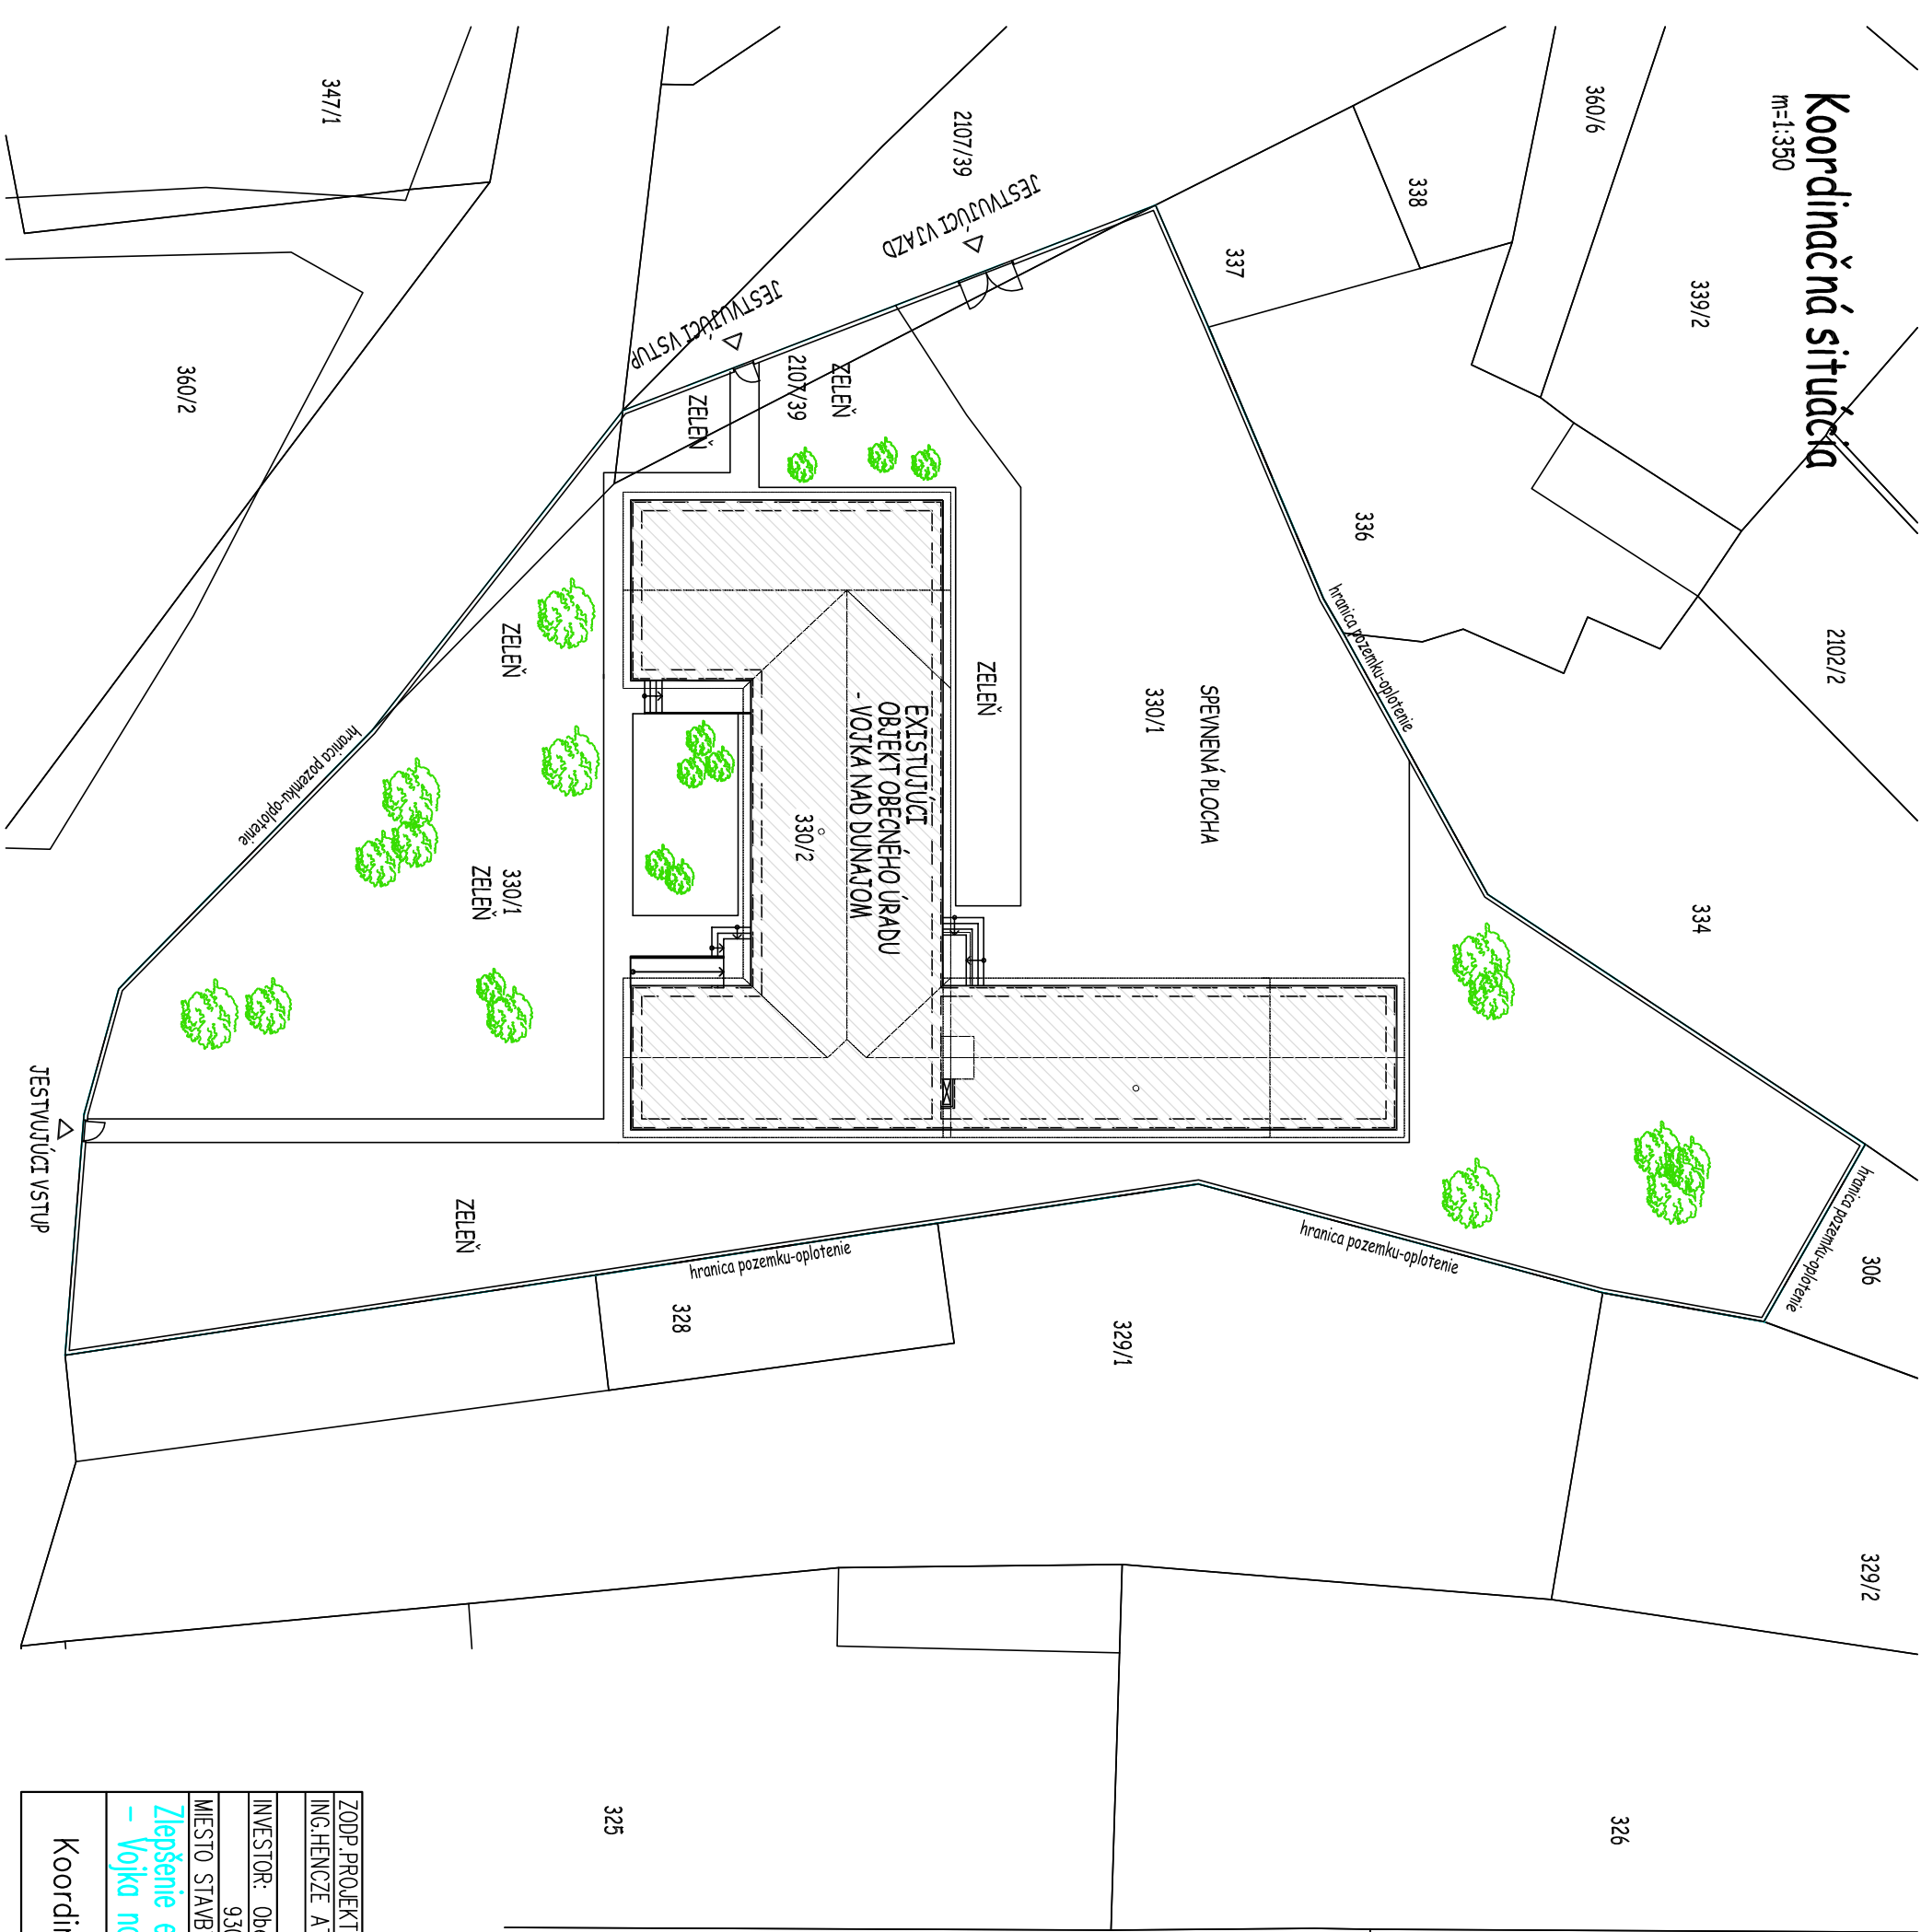 Koordinačná situácia
m=1:350
360/6
339/2
2102/2
338
337
336
334
306
2107/39
JESTVUJÚCI VJAZD
JESTVUJÚCI VSTUP
347/1
360/2
2107/39
ZELEŇ
ZELEŇ
ZELEŇ
SPEVNENÁ PLOCHA
330/1
hranica pozemku-oplotenie
hranica pozemku-oplotenie
EXISTUJÚCI
OBJEKT OBECNÉHO ÚRADU
- VOJKA NAD DUNAJOM
330/2
ZELEŇ
330/1
ZELEŇ
hranica pozemku-oplotenie
JESTVUJÚCI VSTUP
ZELEŇ
hranica pozemku-oplotenie
hranica pozemku-oplotenie
328
329/1
329/2
325
326
ZODP.PROJEKT
ING.HENCZE
INVESTOR:
MIESTO
Zlepšenie
– Vojka